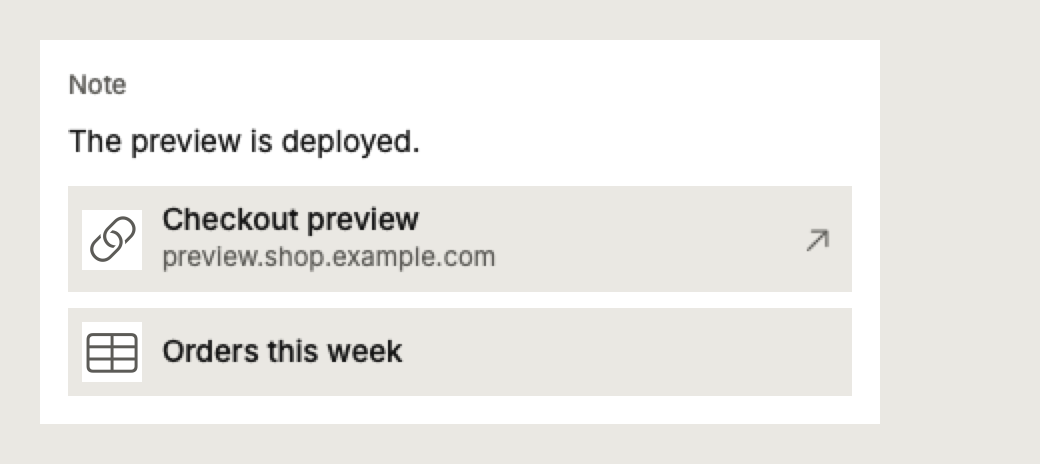 Note
The preview is deployed.
Checkout preview
preview.shop.example.com
Orders this week